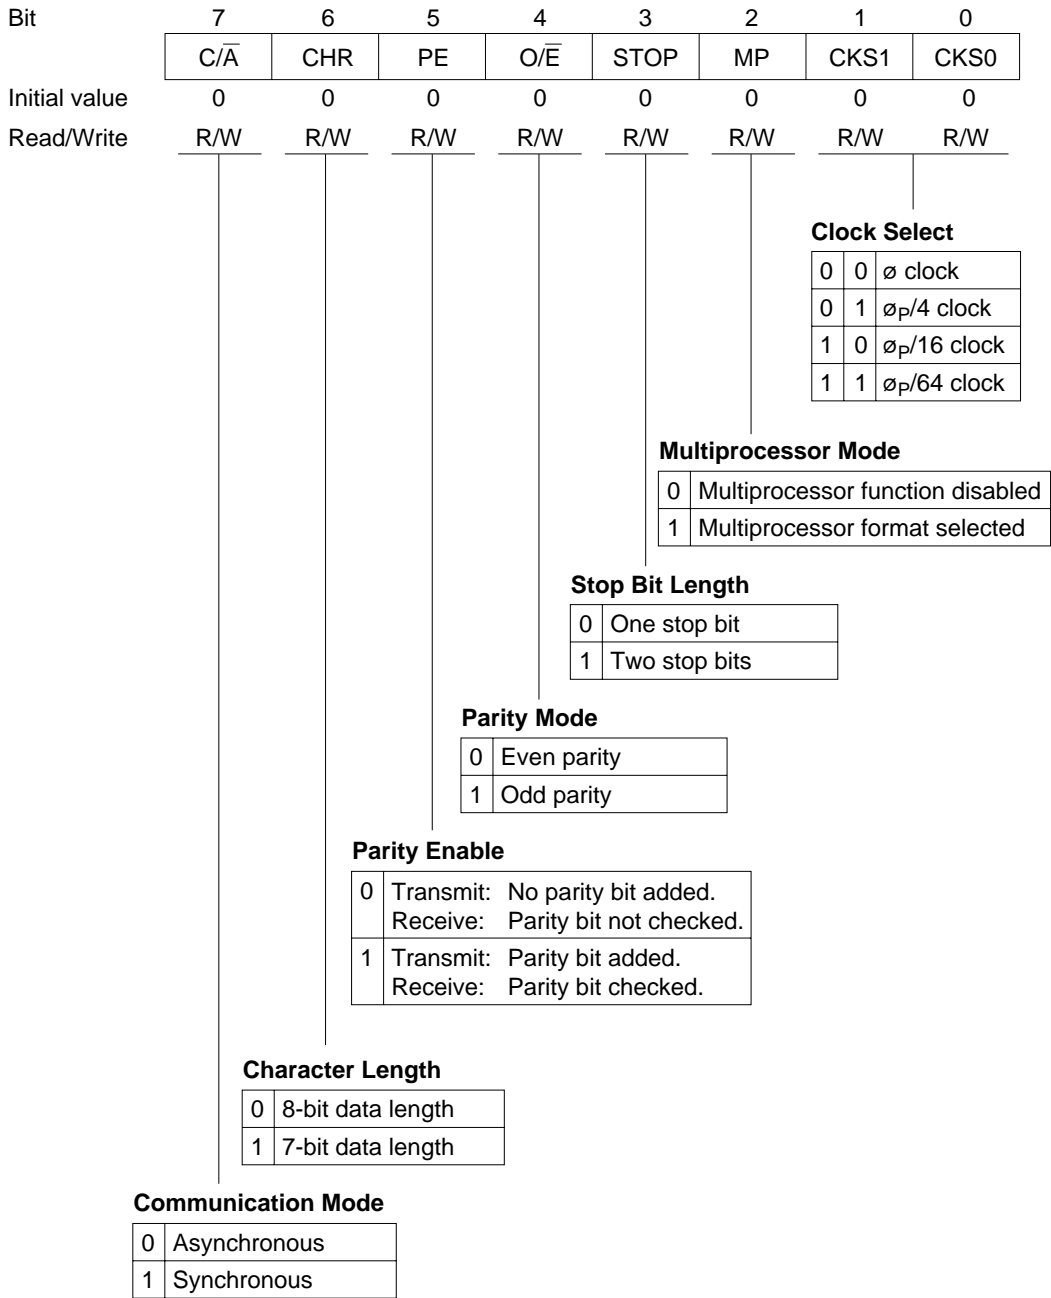 Bit 7 6 5 4 3 2 1 0
C/A̅ CHR PE O/E̅ STOP MP CKS1 CKS0
Initial value 0 0 0 0 0 0 0 0
Read/Write R/W R/W R/W R/W R/W R/W R/W R/W
Clock Select
0 0 ø clock
0 1 øP/4 clock
1 0 øP/16 clock
1 1 øP/64 clock
Multiprocessor Mode
0 Multiprocessor function disabled
1 Multiprocessor format selected
Stop Bit Length
0 One stop bit
1 Two stop bits
Parity Mode
0 Even parity
1 Odd parity
Parity Enable
0 Transmit: No parity bit added.
Receive: Parity bit not checked.
1 Transmit: Parity bit added.
Receive: Parity bit checked.
Character Length
0 8-bit data length
1 7-bit data length
Communication Mode
0 Asynchronous
1 Synchronous